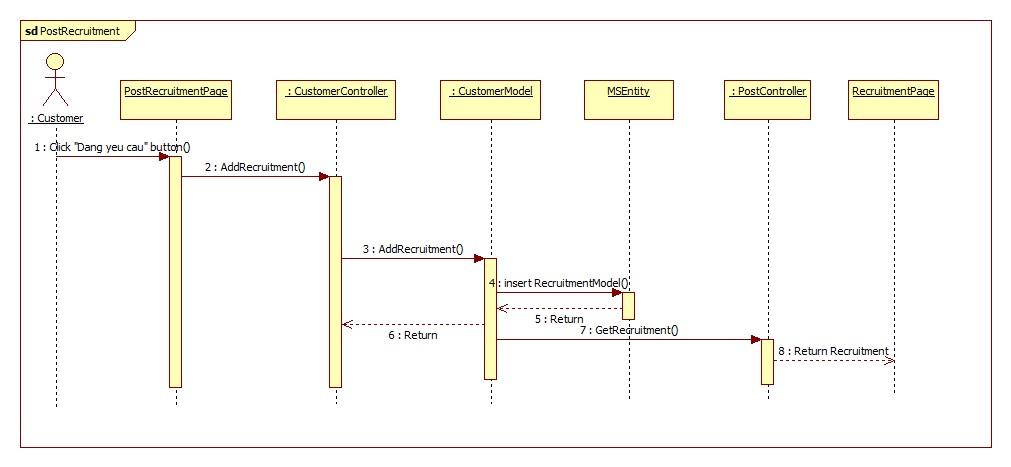 sd PostRecruitment
: Customer
PostRecruitmentPage
: CustomerController
: CustomerModel
MSEntity
: PostController
RecruitmentPage
1 : Click "Dang yeu cau" button()
2 : AddRecruitment()
3 : AddRecruitment()
4 : insert RecruitmentModel()
5 : Return
6 : Return
7 : GetRecruitment()
8 : Return Recruitment